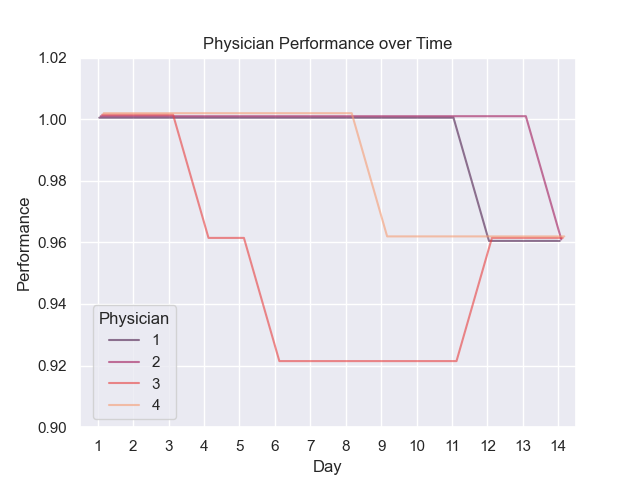 Physician Performance over Time
1.02
1.00
0.98
0.96
0.94
0.92
0.90
Performance
Physician
1
2
3
4
1 2 3 4 5 6 7 8 9 10 11 12 13 14
Day